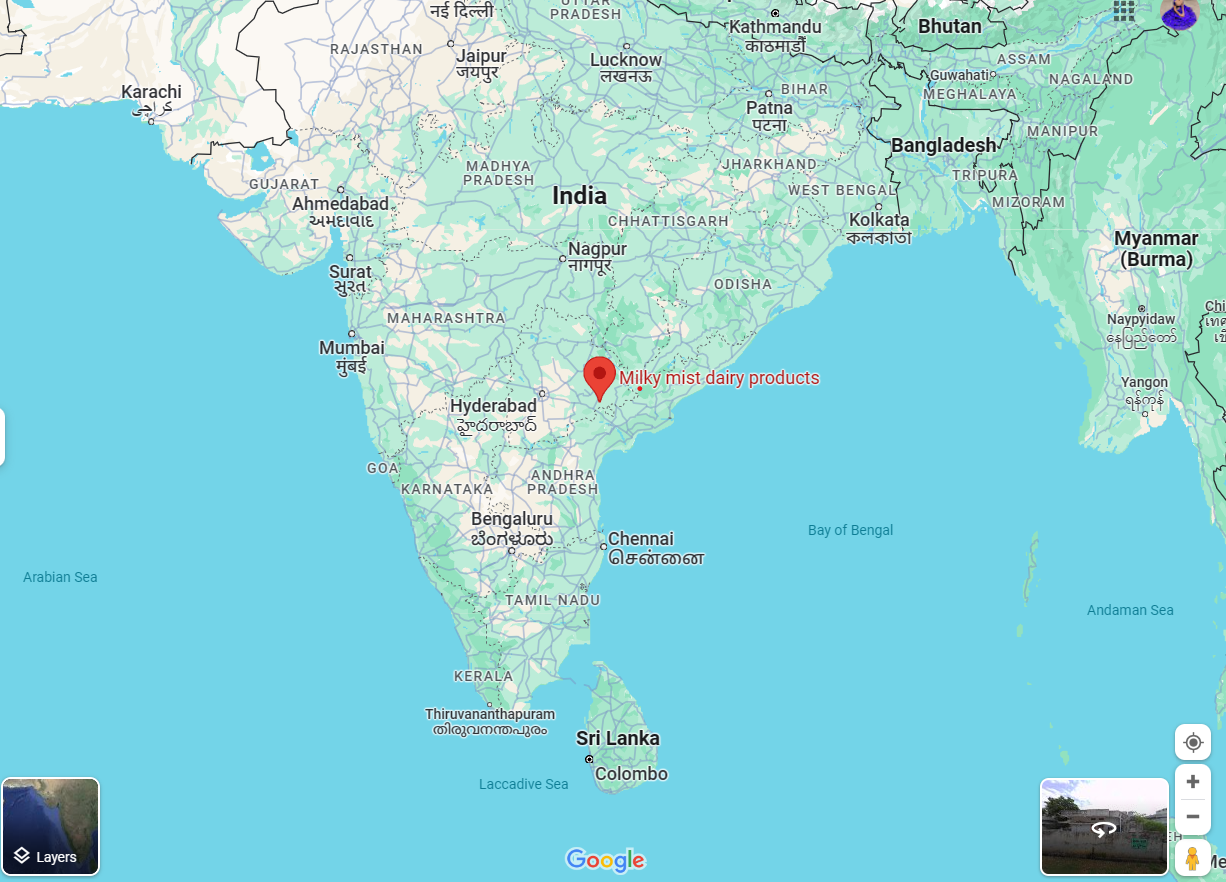 नई दिल्ली
UTTAR
PRADESH
Kathmandu
काठमाडौँ
Bhutan
RAJASTHAN
Jaipur
जयपुर
Lucknow
लखनऊ
ASSAM
Guwahati
NAGALAND
MEGHALAYA
Karachi
کراچی
BIHAR
Patna
पटना
MANIPUR
Bangladesh
MADHYA
PRADESH
JHARKHAND
TRIPURA
GUJARAT
WEST BENGAL
India
MIZORAM
Ahmedabad
અમદાવાદ
CHHATTISGARH
Kolkata
কলকাতা
Myanmar
(Burma)
Nagpur
नागपूर
Surat
સુરત
ODISHA
MAHARASHTRA
Naypyidaw
နေပြည်တော်
Mumbai
मुंबई
Milky mist dairy products
Yangon
ရန်ကုန်
Hyderabad
హైదరాబాద్
GOA
KARNATAKA
ANDHRA
PRADESH
Bengaluru
ಬೆಂಗಳೂರು
Chennai
சென்னை
Bay of Bengal
Arabian Sea
TAMIL NADU
Andaman Sea
KERALA
Thiruvananthapuram
തിരുവനന്തപുരം
Sri Lanka
Colombo
Laccadive Sea
Layers
Google